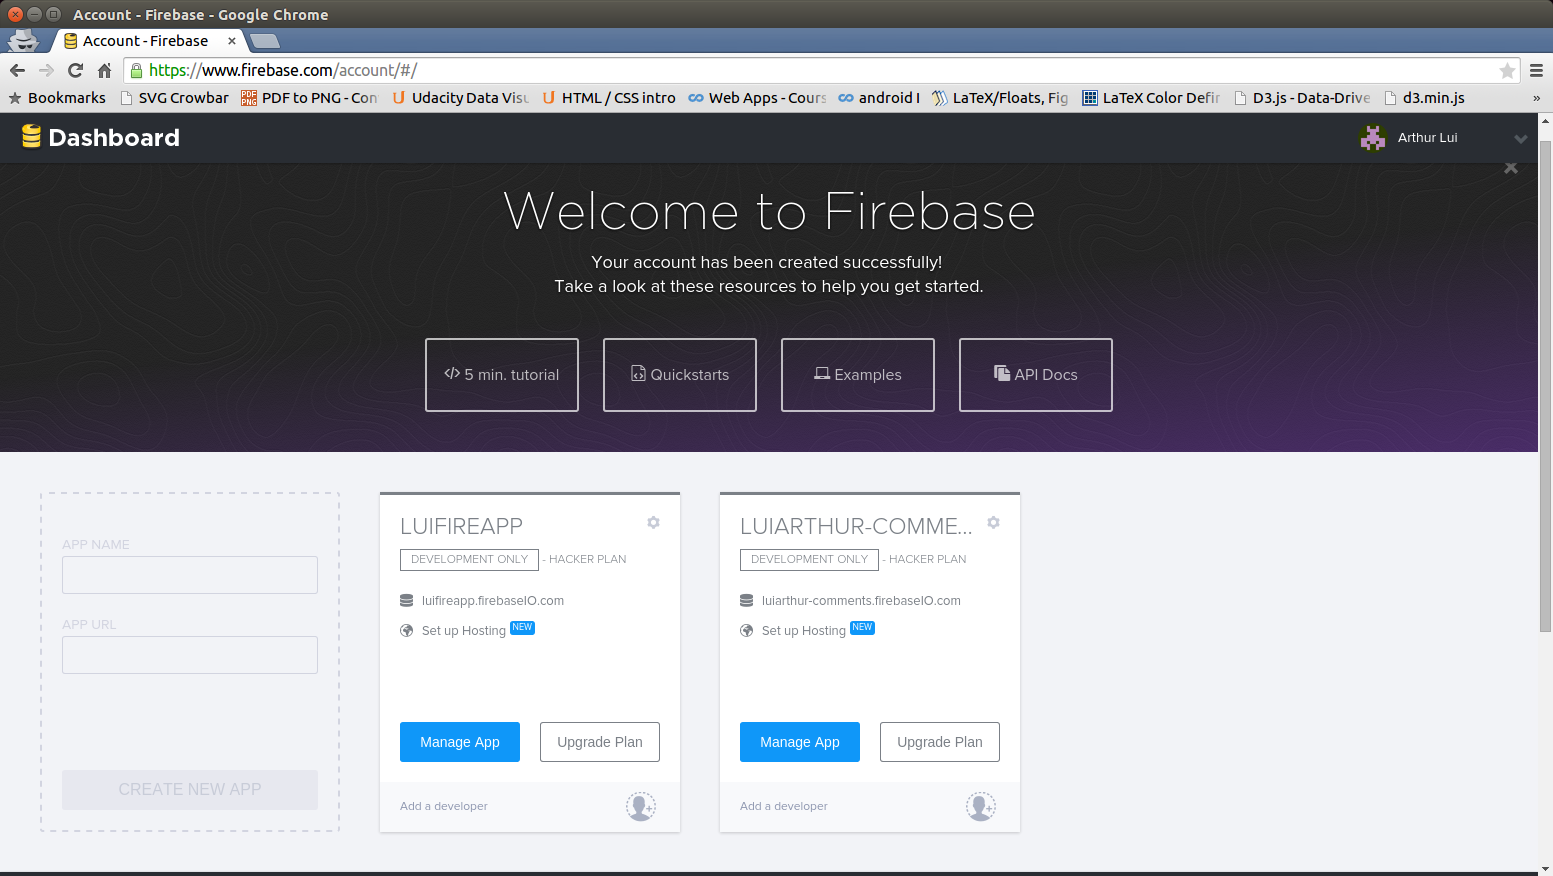 Account - Firebase - Google Chrome
Account - Firebase
https://www.firebase.com/account/#/
Bookmarks SVG Crowbar PDF to PNG - Con Udacity Data Visu HTML / CSS intro Web Apps - Cours android I LaTeX/Floats, Fig LaTeX Color Defin D3.js - Data-Drive d3.min.js »
Dashboard
Arthur Lui
Welcome to Firebase
Your account has been created successfully!
Take a look at these resources to help you get started.
5 min. tutorial Quickstarts Examples API Docs
APP NAME
APP URL
CREATE NEW APP
LUIFIREAPP
DEVELOPMENT ONLY - HACKER PLAN
luifireapp.firebaseIO.com
Set up Hosting NEW
Manage App Upgrade Plan
Add a developer
LUIARTHUR-COMME...
DEVELOPMENT ONLY - HACKER PLAN
luiarthur-comments.firebaseIO.com
Set up Hosting NEW
Manage App Upgrade Plan
Add a developer